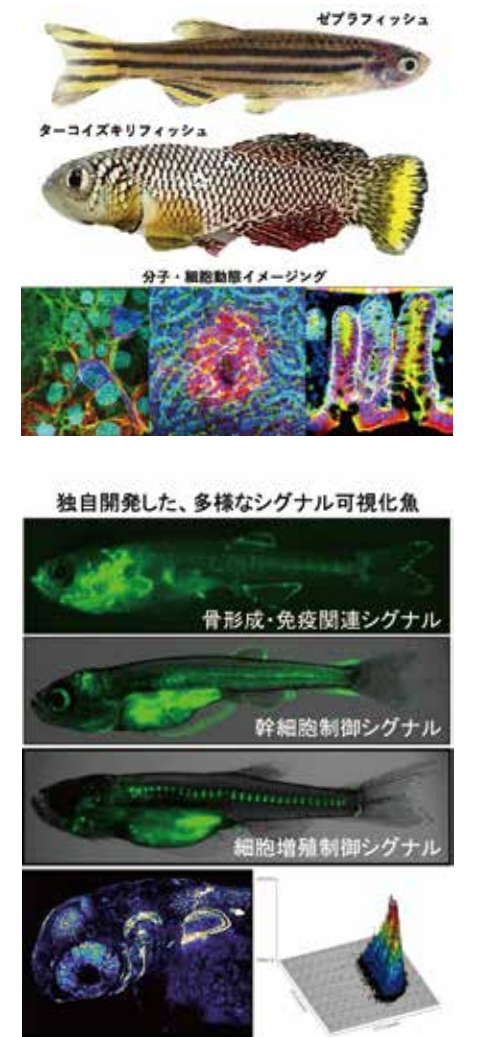 ゼブラフィッシュ
ターコイズキリフィッシュ
分子・細胞動態イメージング
独自開発した、多様なシグナル可視化魚
骨形成・免疫関連シグナル
幹細胞制御シグナル
細胞増殖制御シグナル